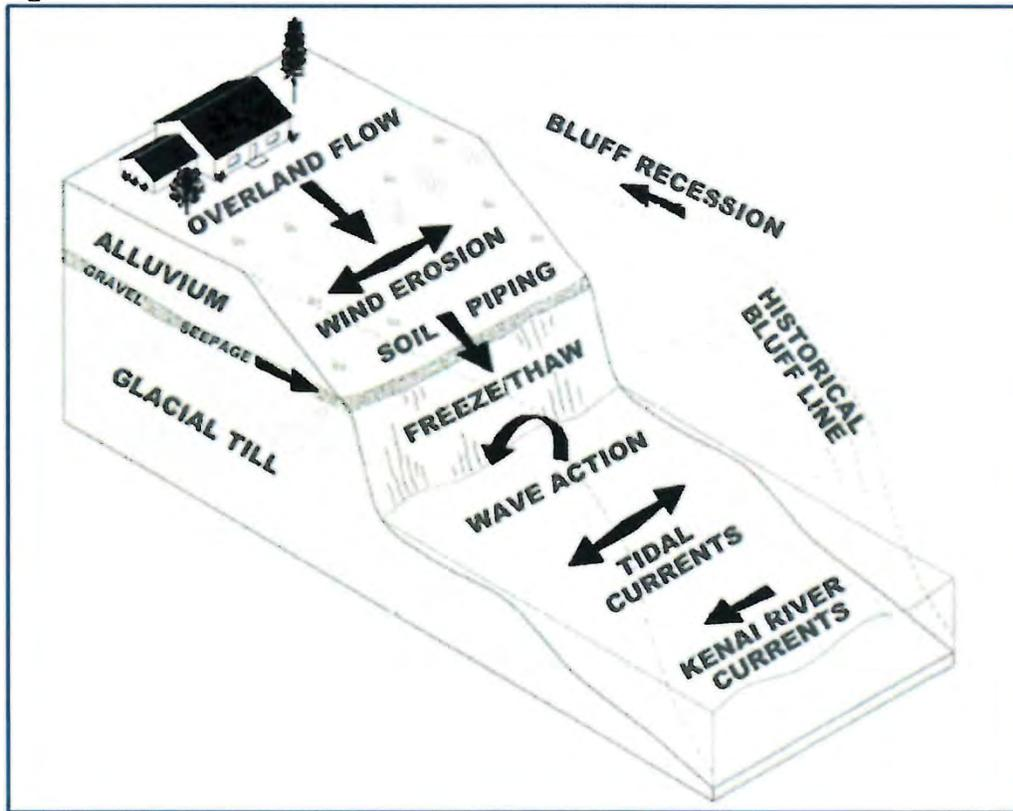 BLUFF RECESSION
OVERLAND FLOW
WIND EROSION
ALLUVIUM
GRAVEL SEEPAGE
SOIL PIPING
GLACIAL TILL
FREEZE/THAW
HISTORICAL
BLUFF LINE
WAVE ACTION
TIDAL
CURRENTS
KENAI RIVER
CURRENTS